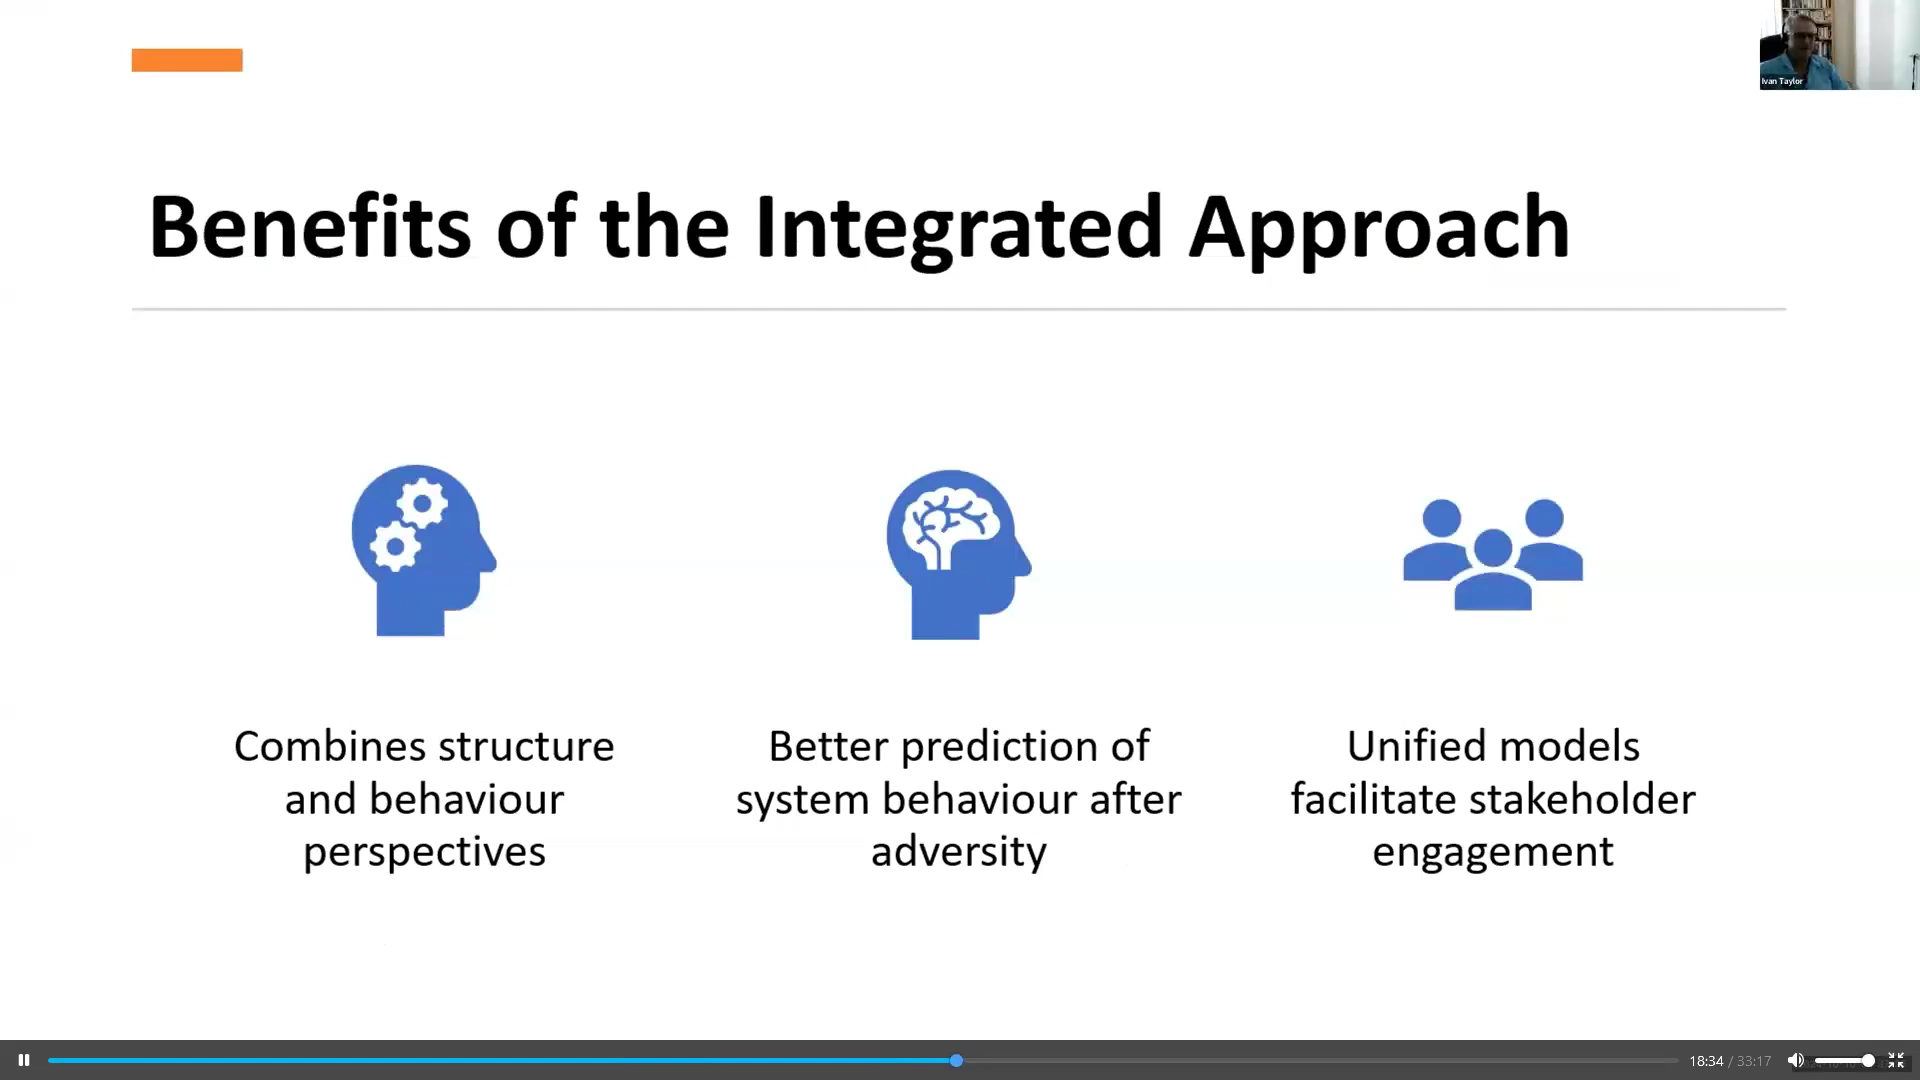 Ivan Taylor
Benefits of the Integrated Approach
Combines structure
and behaviour
perspectives
Better prediction of
system behaviour after
adversity
Unified models
facilitate stakeholder
engagement
18:34 / 33:17